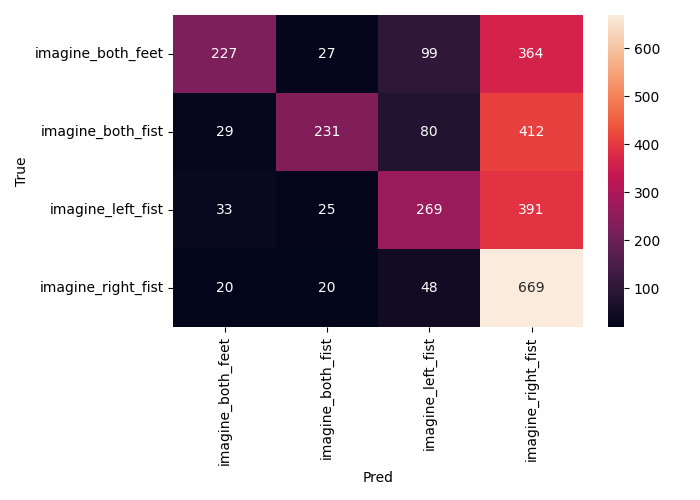 imagine_both_feet 227 27 99 364
imagine_both_fist 29 231 80 412
imagine_left_fist 33 25 269 391
imagine_right_fist 20 20 48 669
True
imagine_both_feet
imagine_both_fist
imagine_left_fist
imagine_right_fist
Pred
600
500
400
300
200
100